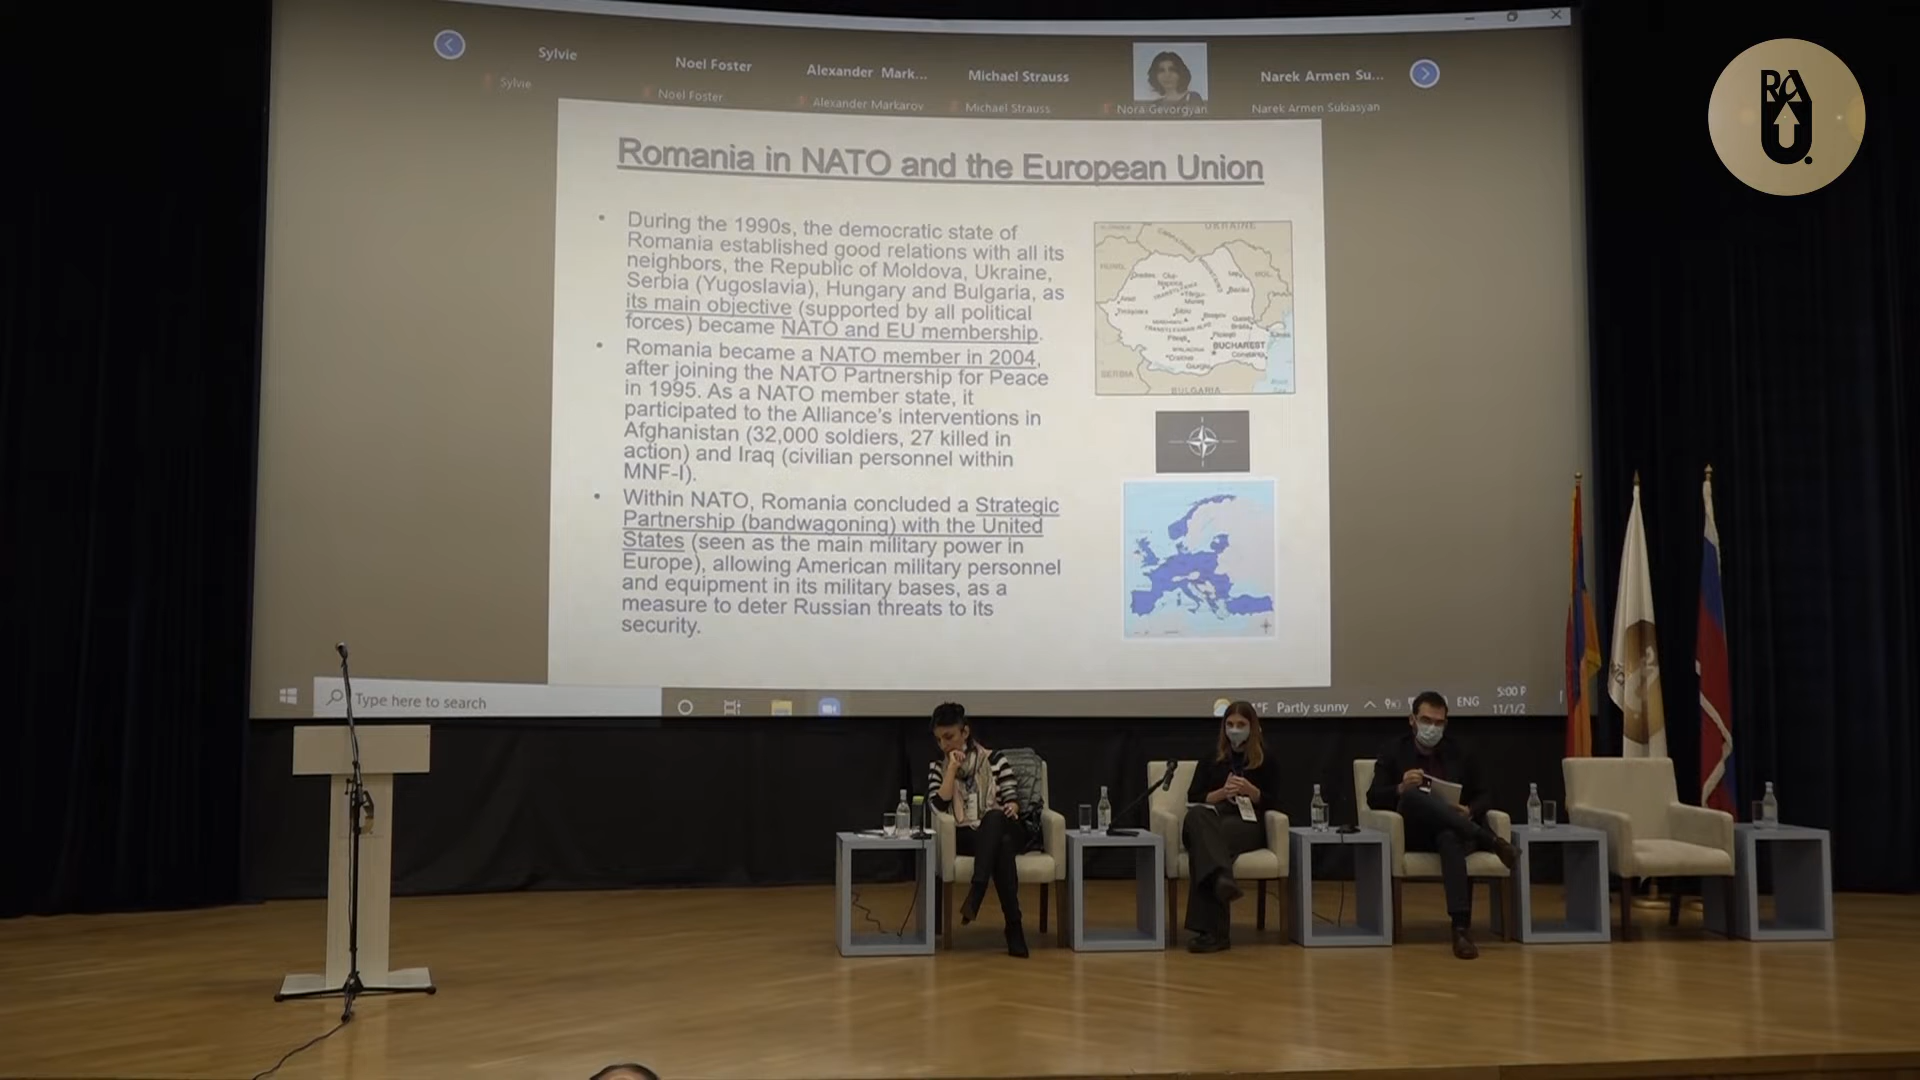 Sylvie
Noel Foster
Alexander Mark...
Michael Strauss
Narek Armen Su...
Sylvie
Noel Foster
Alexander Markarov
Michael Strauss
Nora Gevorgyan
Narek Armen Sukiasyan
RAU
Romania in NATO and the European Union
• During the 1990s, the democratic state of
Romania established good relations with all its
neighbors, the Republic of Moldova, Ukraine,
Serbia (Yugoslavia), Hungary and Bulgaria, as
its main objective (supported by all political
forces) became NATO and EU membership.
• Romania became a NATO member in 2004,
after joining the NATO Partnership for Peace
in 1995. As a NATO member state, it
participated to the Alliance's interventions in
Afghanistan (32,000 soldiers, 27 killed in
action) and Iraq (civilian personnel within
MNF-I).
• Within NATO, Romania concluded a Strategic
Partnership (bandwagoning) with the United
States (seen as the main military power in
Europe), allowing American military personnel
and equipment in its military bases, as a
measure to deter Russian threats to its
security.
UKRAINE
BUCHAREST
Constanta
Craiova
SERBIA
BULGARIA
Type here to search
°F Partly sunny
ENG
5:00 P
11/1/2